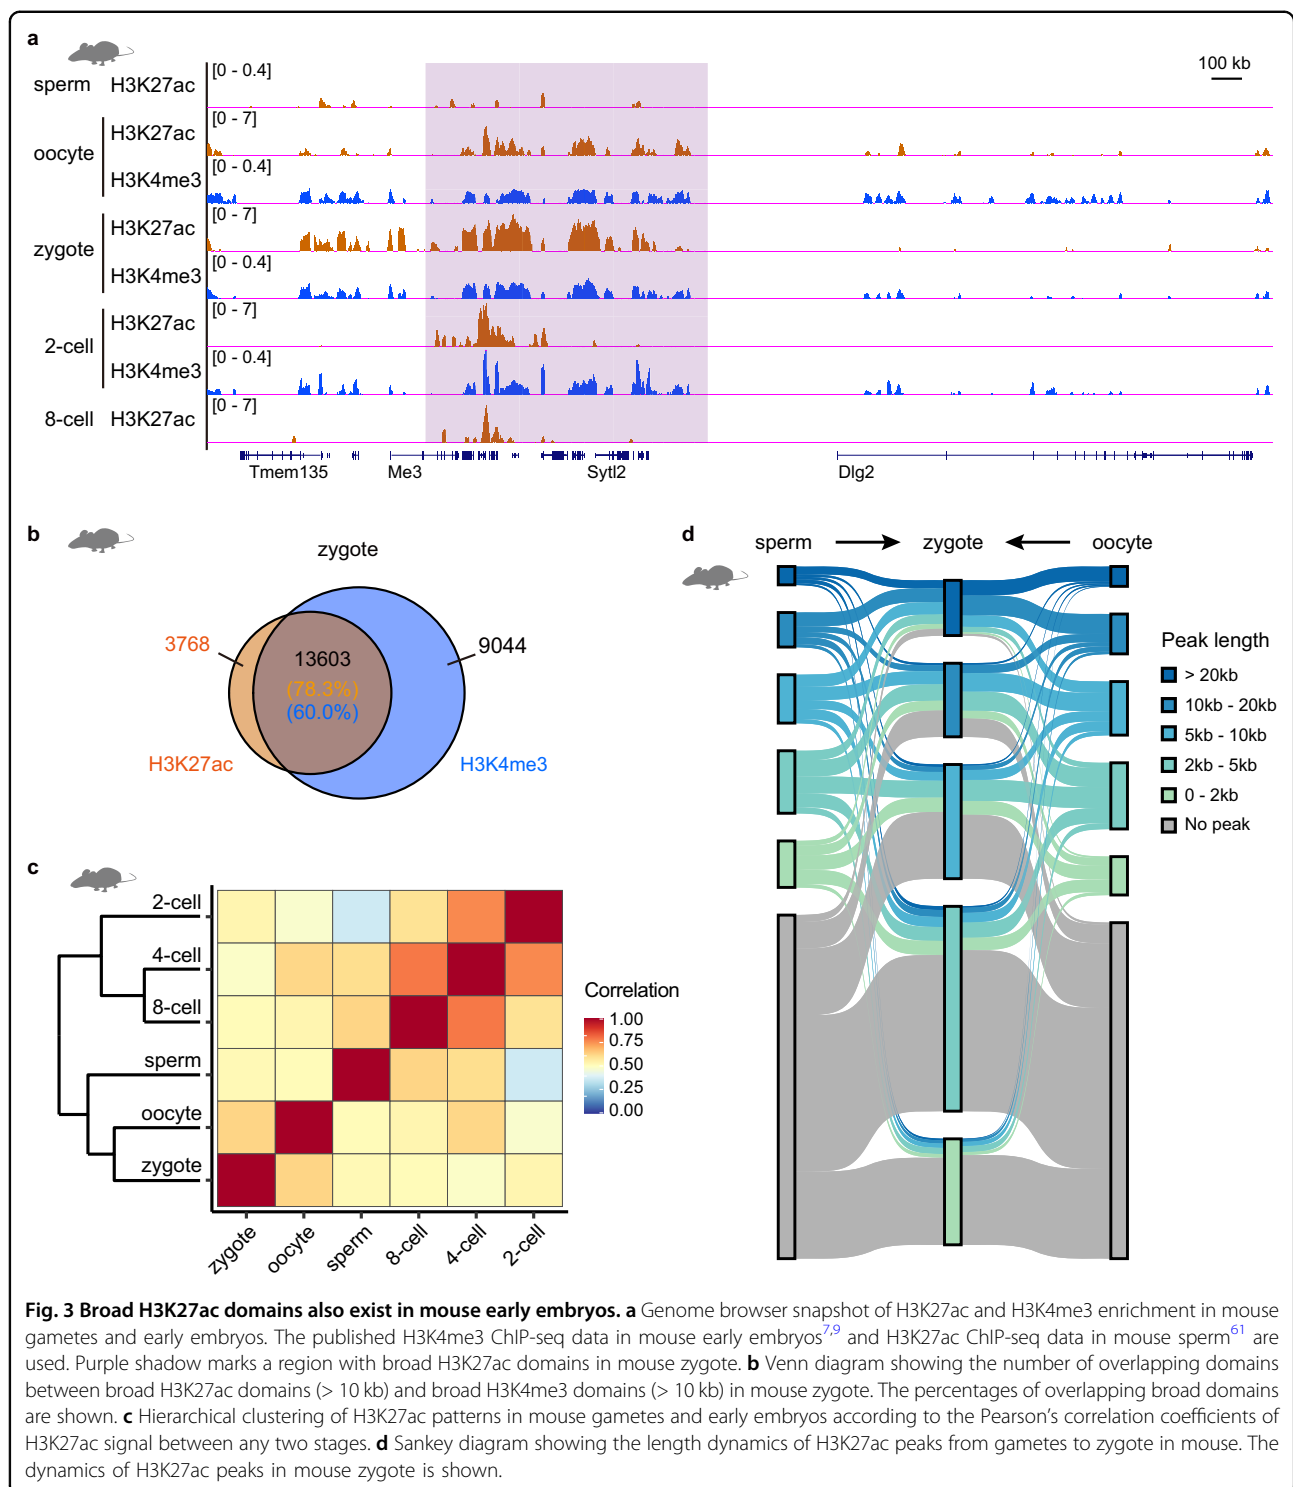 a
sperm H3K27ac [0 - 0.4] 100 kb
oocyte H3K27ac [0 - 7]
H3K4me3 [0 - 0.4]
zygote H3K27ac [0 - 7]
H3K4me3 [0 - 0.4]
2-cell H3K27ac [0 - 7]
H3K4me3 [0 - 0.4]
8-cell H3K27ac [0 - 7]
Tmem135 Me3 Sytl2 Dlg2
b
zygote
3768
13603
(78.3%)
(60.0%)
9044
H3K27ac
H3K4me3
c
2-cell
4-cell
8-cell
sperm
oocyte
zygote
zygote oocyte sperm 8-cell 4-cell 2-cell
Correlation
1.00
0.75
0.50
0.25
0.00
d
sperm zygote oocyte
Peak length
> 20kb
10kb - 20kb
5kb - 10kb
2kb - 5kb
0 - 2kb
No peak
Fig. 3 Broad H3K27ac domains also exist in mouse early embryos. a Genome browser snapshot of H3K27ac and H3K4me3 enrichment in mouse
gametes and early embryos. The published H3K4me3 ChIP-seq data in mouse early embryos7,9 and H3K27ac ChIP-seq data in mouse sperm61 are
used. Purple shadow marks a region with broad H3K27ac domains in mouse zygote. b Venn diagram showing the number of overlapping domains
between broad H3K27ac domains (> 10 kb) and broad H3K4me3 domains (> 10 kb) in mouse zygote. The percentages of overlapping broad domains
are shown. c Hierarchical clustering of H3K27ac patterns in mouse gametes and early embryos according to the Pearson's correlation coefficients of
H3K27ac signal between any two stages. d Sankey diagram showing the length dynamics of H3K27ac peaks from gametes to zygote in mouse. The
dynamics of H3K27ac peaks in mouse zygote is shown.